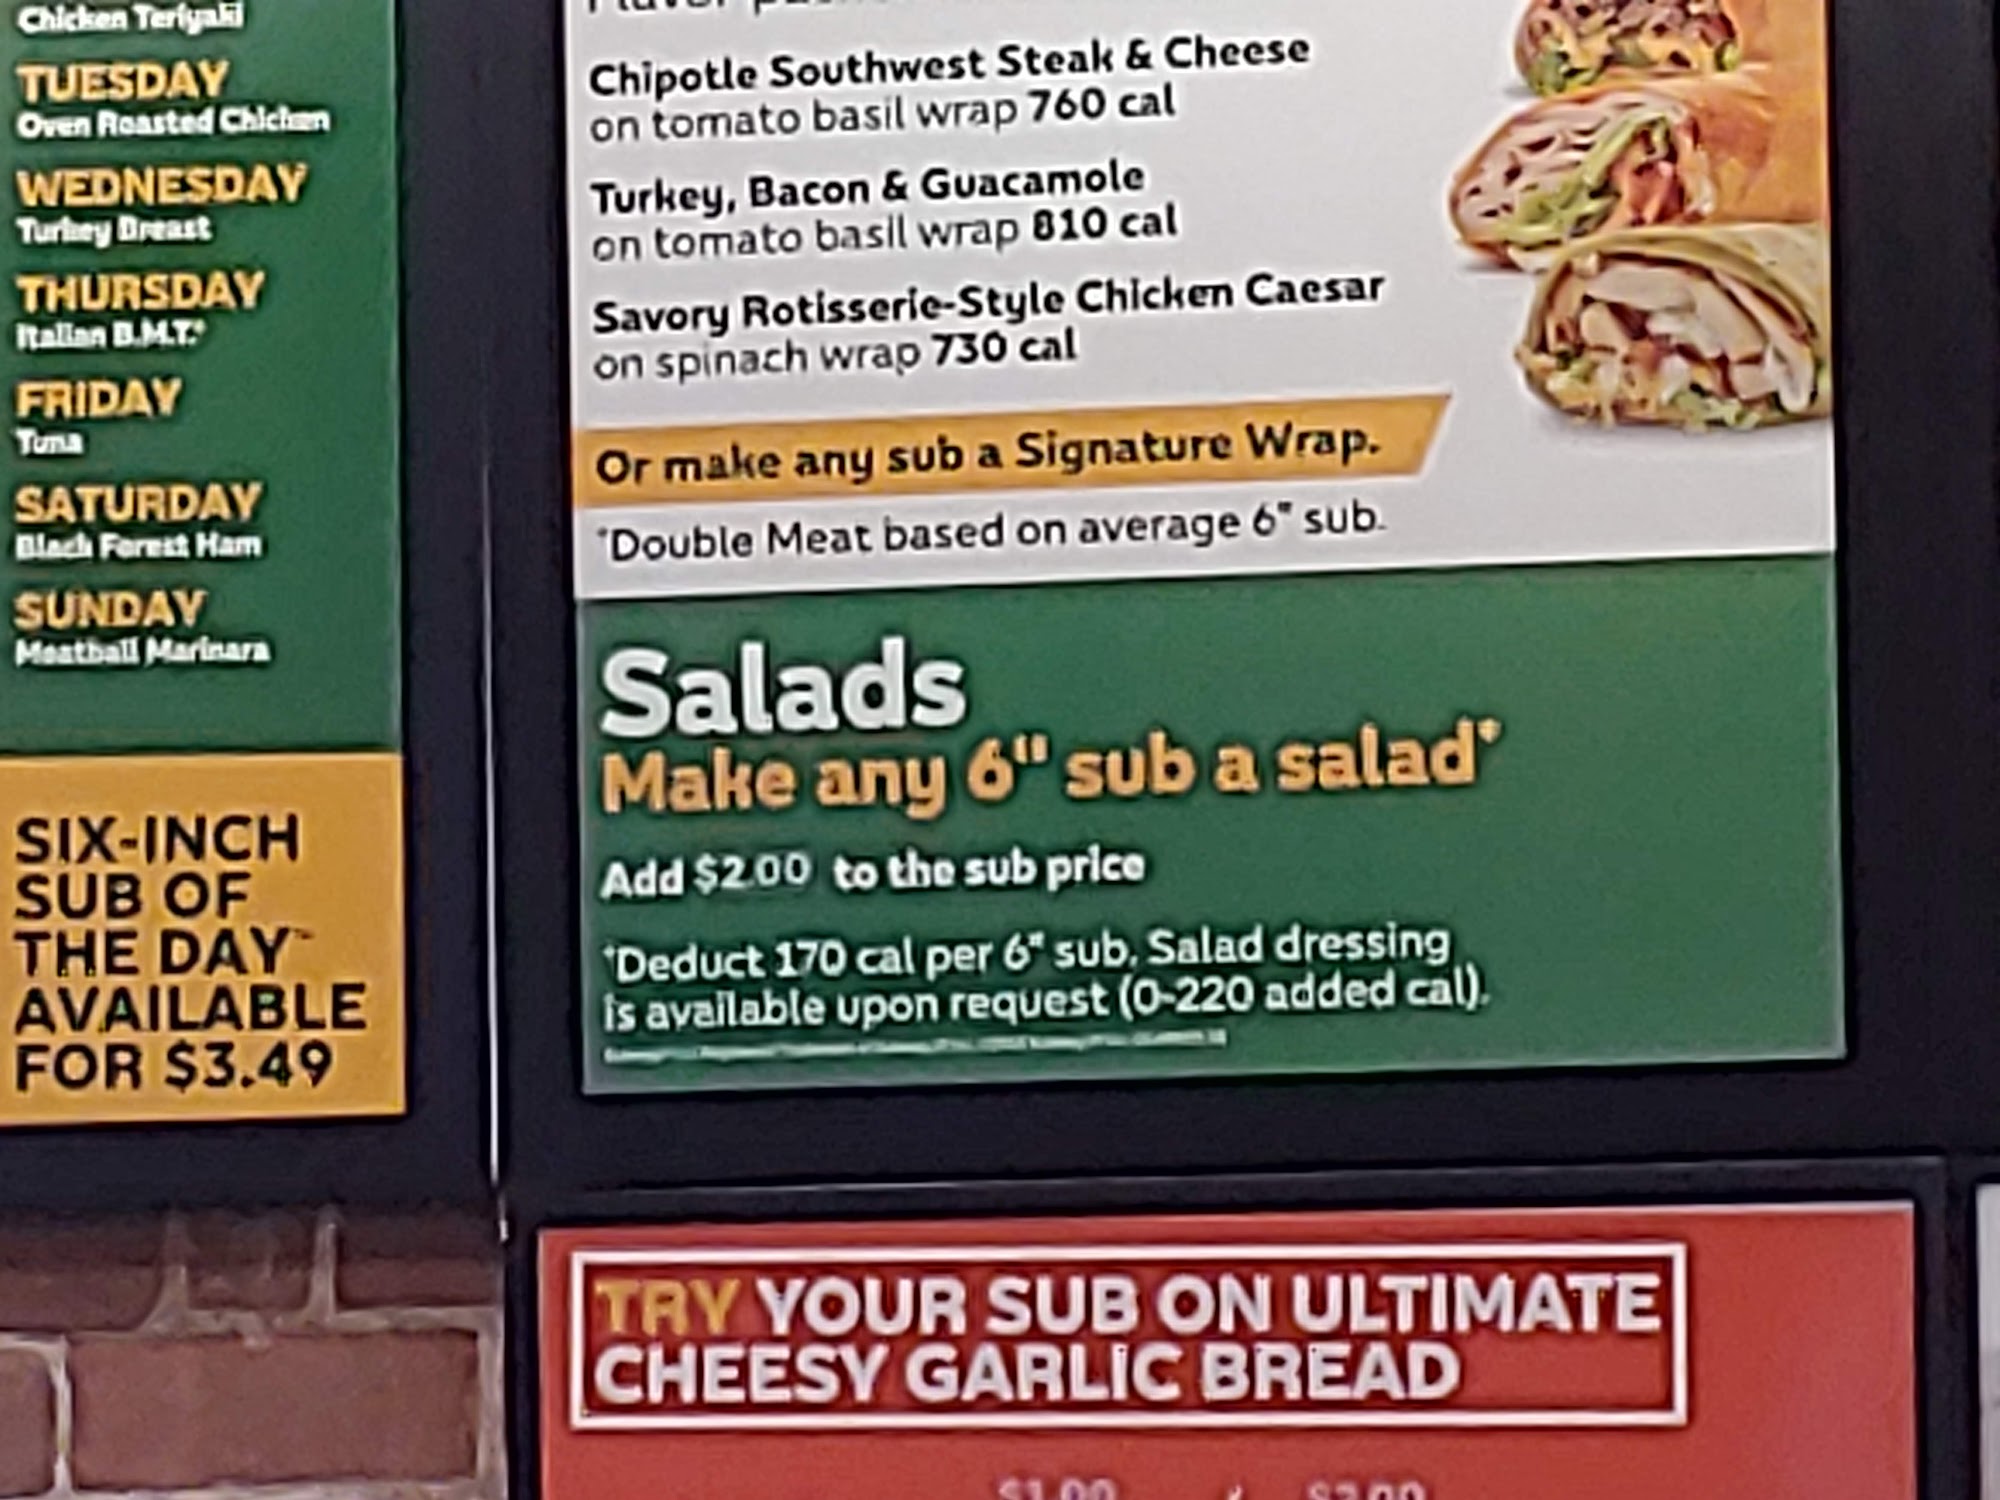 Chicken Teriyaki
TUESDAY
Oven Roasted Chicken
WEDNESDAY
Turkey Breast
THURSDAY
Italian B.M.T.®
FRIDAY
Tuna
SATURDAY
Black Forest Ham
SUNDAY
Meatball Marinara
SIX-INCH
SUB OF
THE DAY™
AVAILABLE
FOR $3.49
Chipotle Southwest Steak & Cheese
on tomato basil wrap 760 cal
Turkey, Bacon & Guacamole
on tomato basil wrap 810 cal
Savory Rotisserie-Style Chicken Caesar
on spinach wrap 730 cal
Or make any sub a Signature Wrap.
*Double Meat based on average 6" sub.
Salads
Make any 6" sub a salad†
Add $2.00 to the sub price
†Deduct 170 cal per 6" sub. Salad dressing
is available upon request (0-220 added cal).
TRY YOUR SUB ON ULTIMATE
CHEESY GARLIC BREAD
$1.00 / $2.00